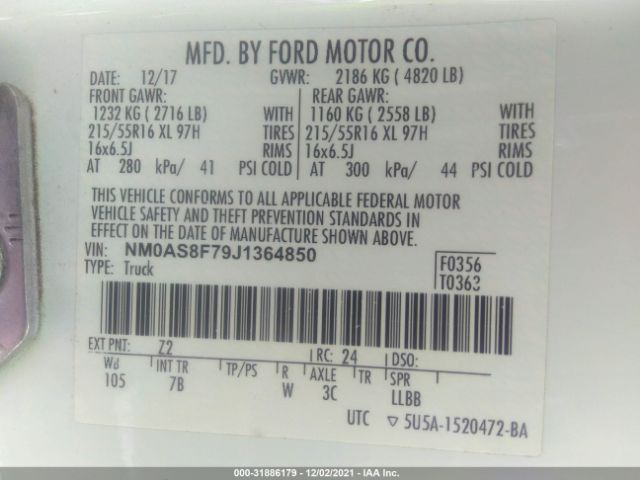 MFD. BY FORD MOTOR CO.
DATE: 12/17 GVWR: 2186 KG ( 4820 LB)
FRONT GAWR: REAR GAWR:
1232 KG ( 2716 LB) WITH 1160 KG ( 2558 LB) WITH
215/55R16 XL 97H TIRES 215/55R16 XL 97H TIRES
16x6.5J RIMS 16x6.5J RIMS
AT 280 kPa/ 41 PSI COLD AT 300 kPa/ 44 PSI COLD
THIS VEHICLE CONFORMS TO ALL APPLICABLE FEDERAL MOTOR
VEHICLE SAFETY AND THEFT PREVENTION STANDARDS IN
EFFECT ON THE DATE OF MANUFACTURE SHOWN ABOVE.
VIN: NM0AS8F79J1364850
TYPE: Truck
F0356
T0363
EXT PNT: Z2 RC: 24 DSO:
WB INT TR TP/PS R AXLE TR SPR
105 7B W 3C LLBB
UTC ▽ 5U5A-1520472-BA
000-31886179 - 12/02/2021 - IAA Inc.